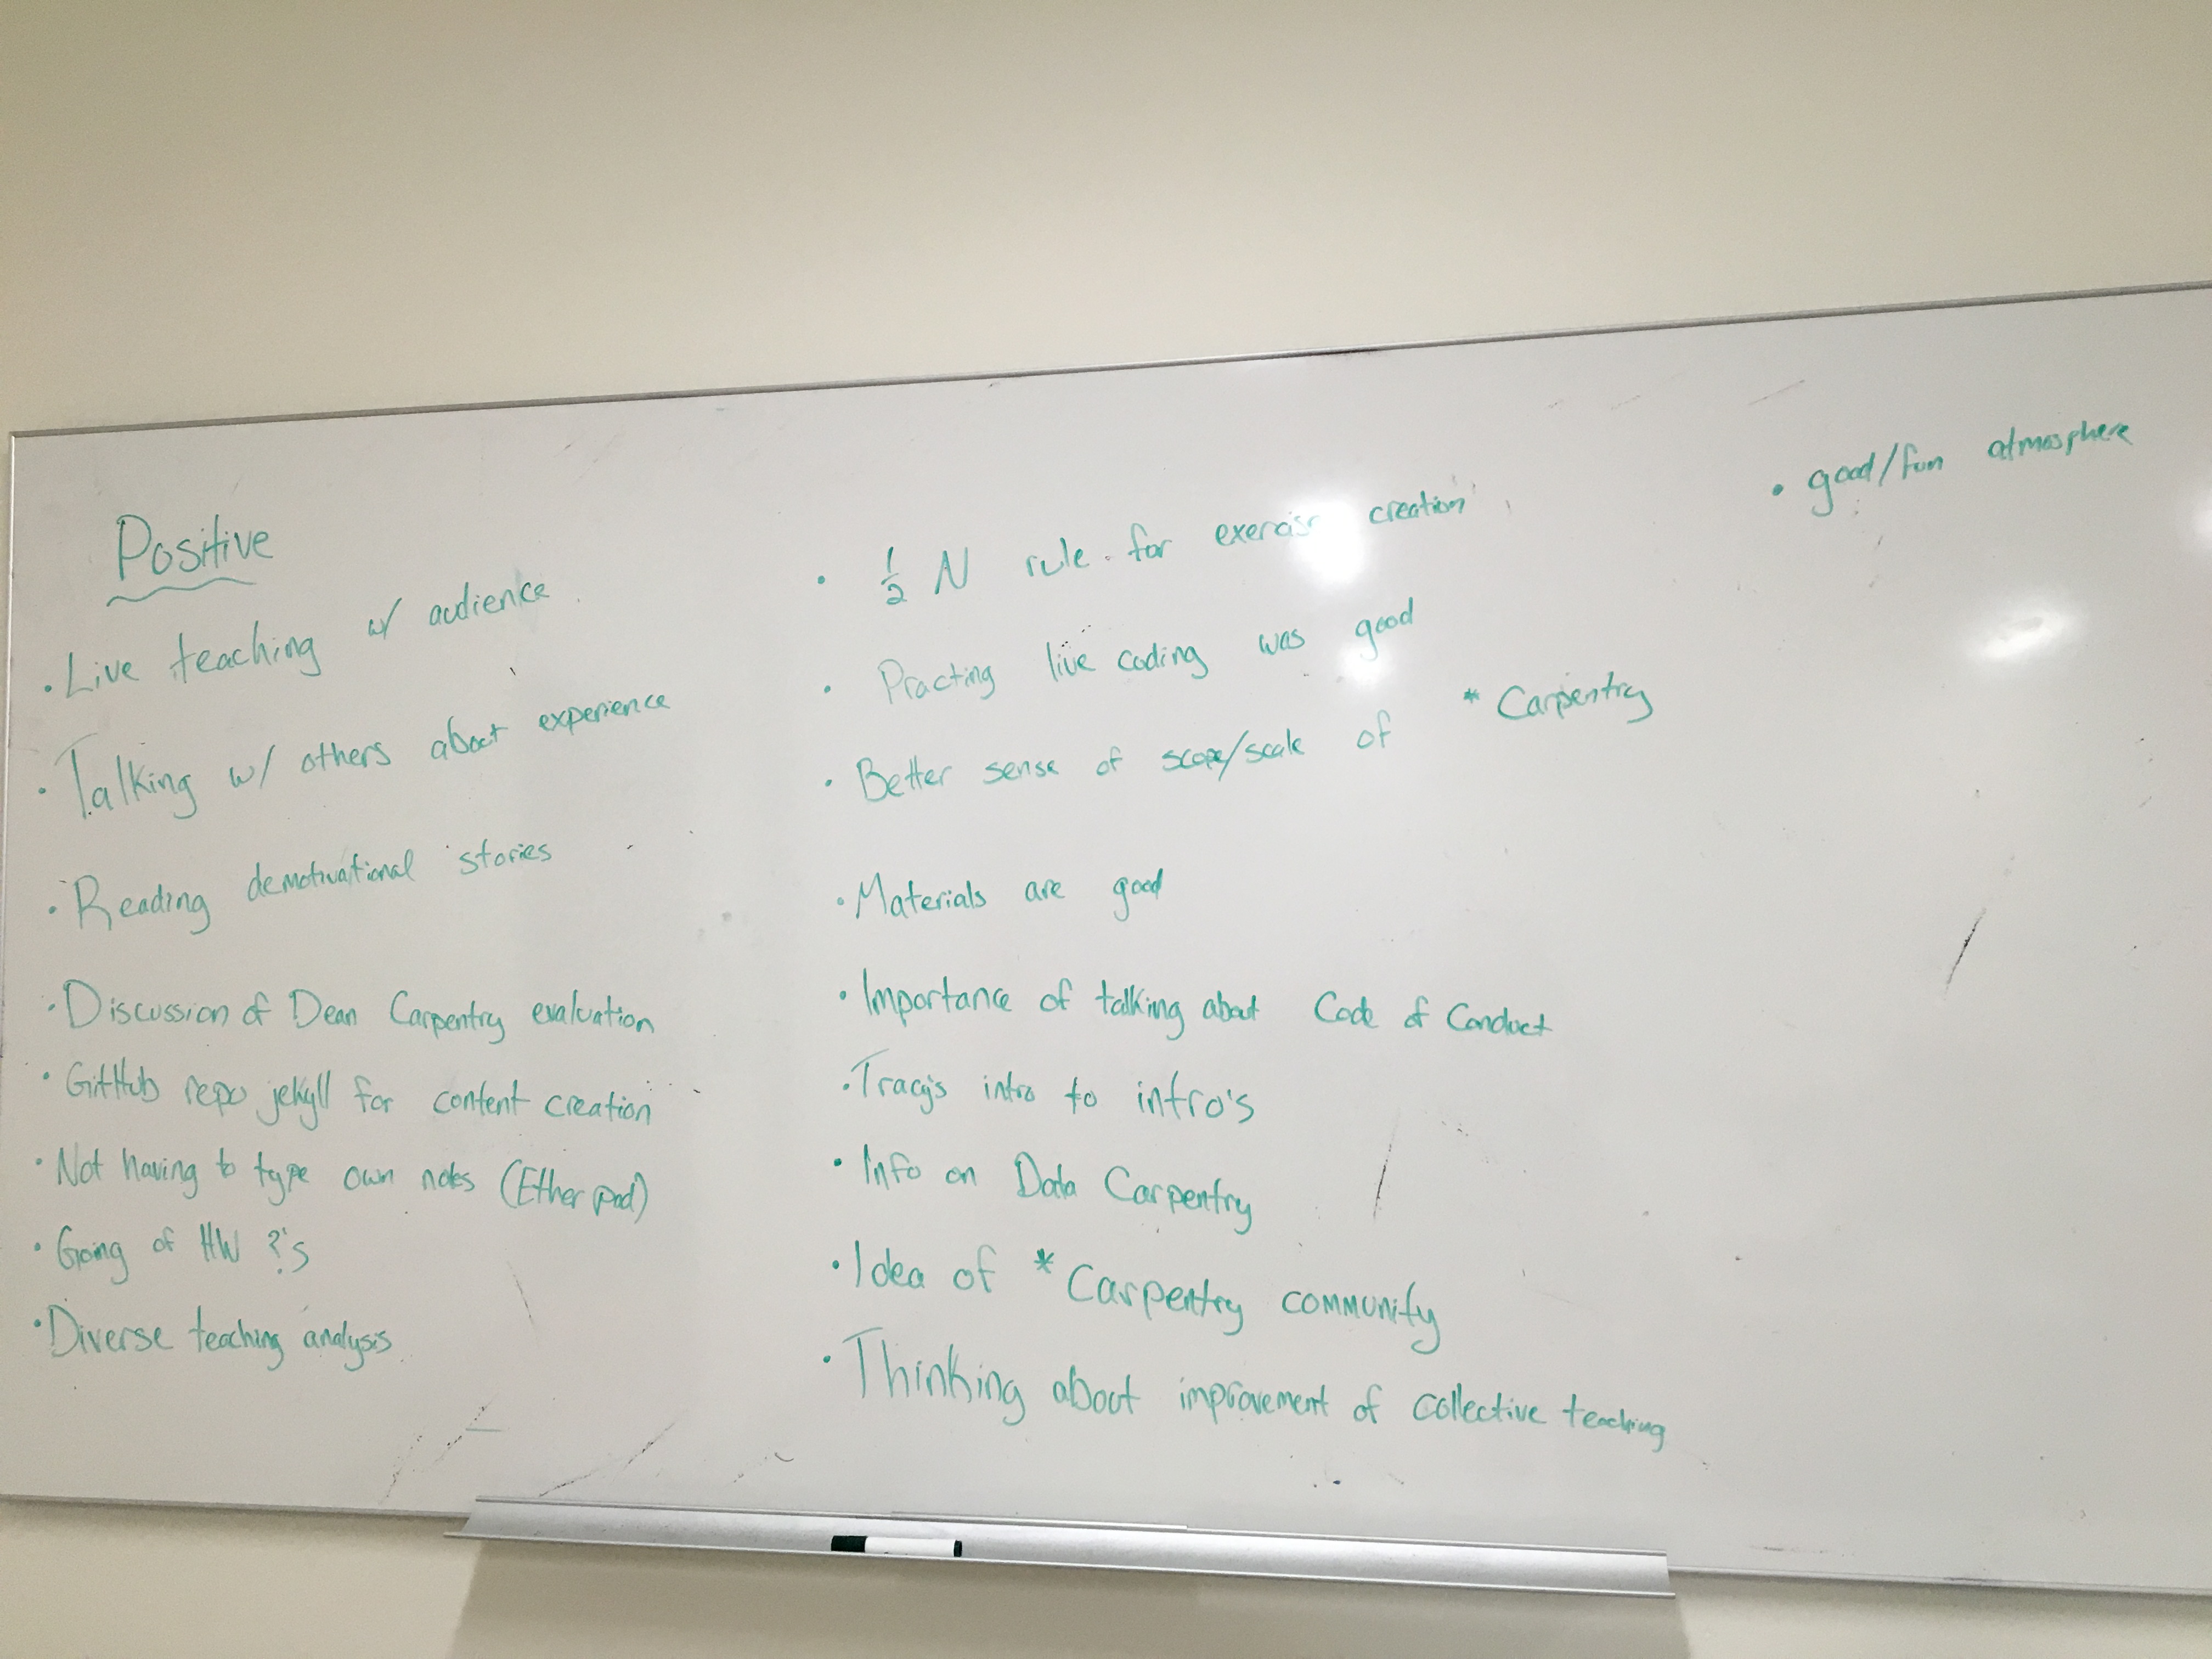 Positive
• Live teaching w/ audience
• Talking w/ others about experience
• Reading demotivational stories
• Discussion of Dean Carpentry evaluation
• GitHub repo jekyll for content creation
• Not having to type own notes (Etherpad)
• Going of HW ?'s
• Diverse teaching analysis
• 1/2 N rule for exercise creation
• Practing live coding was good
• Better sense of scope/scale of *Carpentry
• Materials are good
• Importance of talking about Code of Conduct
• Tracy's intro to intro's
• Info on Data Carpentry
• Idea of *Carpentry community
• Thinking about improvement of collective teaching
• good/fun atmosphere